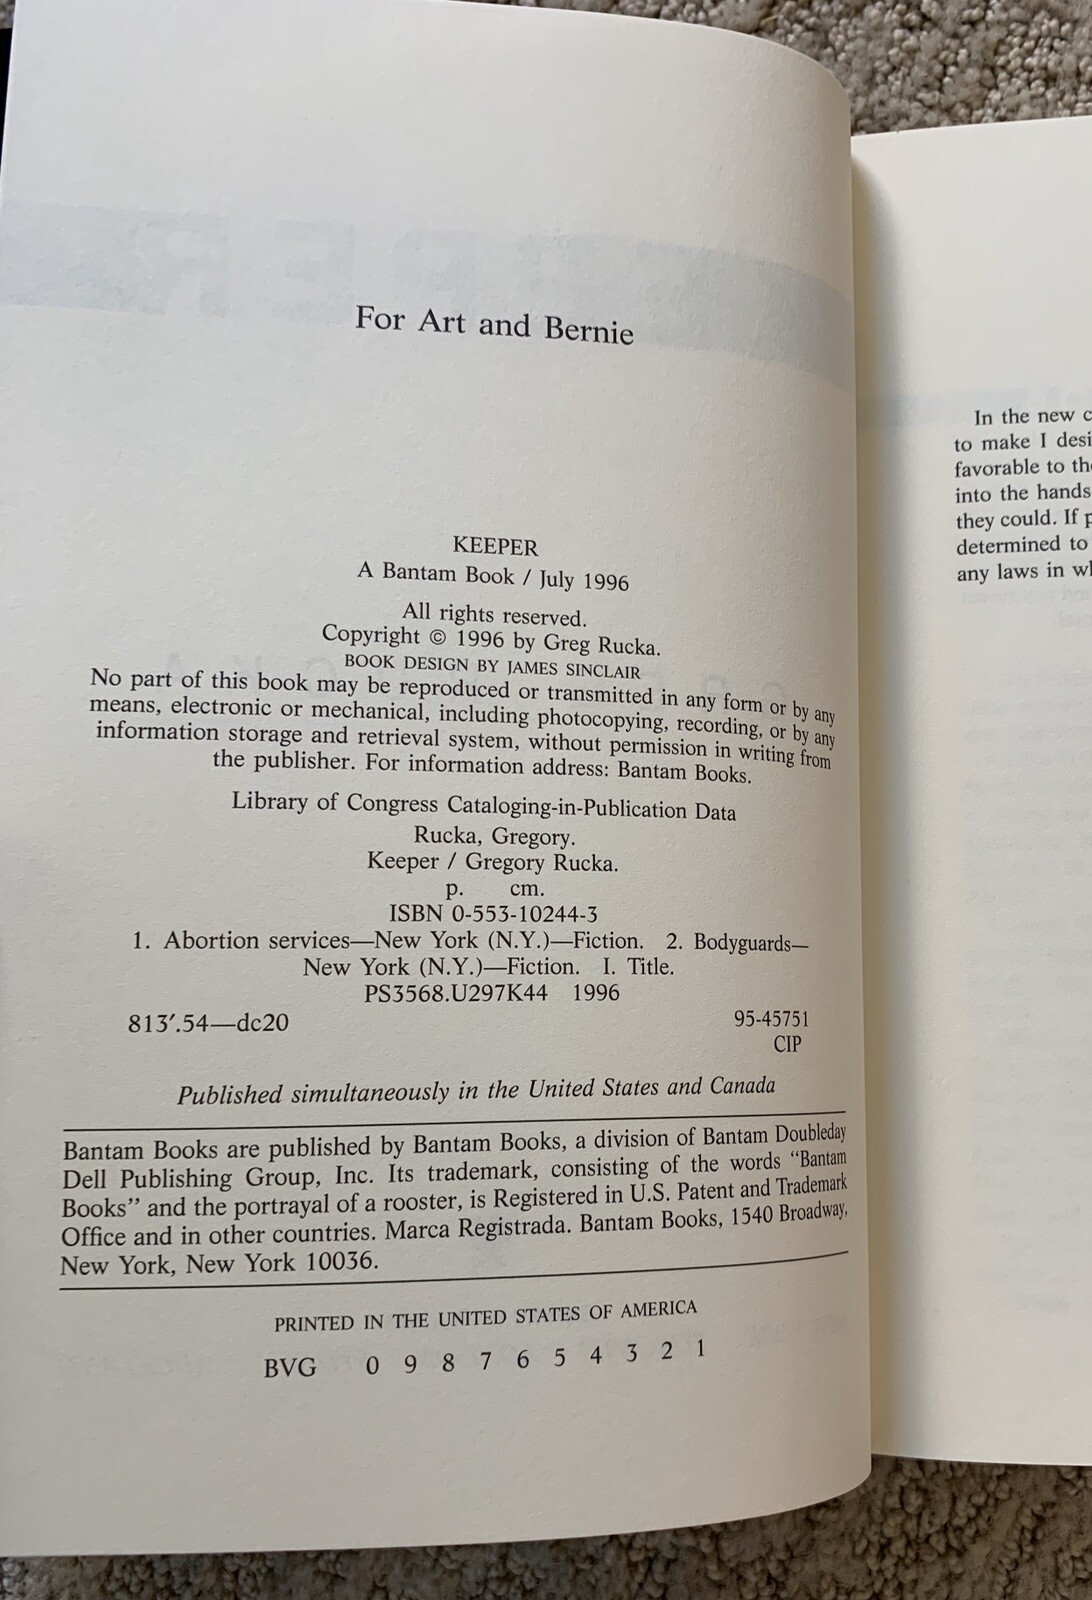 For Art and Bernie
KEEPER
A Bantam Book / July 1996
All rights reserved.
Copyright © 1996 by Greg Rucka.
BOOK DESIGN BY JAMES SINCLAIR
No part of this book may be reproduced or transmitted in any form or by any
means, electronic or mechanical, including photocopying, recording, or by any
information storage and retrieval system, without permission in writing from
the publisher. For information address: Bantam Books.
Library of Congress Cataloging-in-Publication Data
Rucka, Gregory.
Keeper / Gregory Rucka.
p. cm.
ISBN 0-553-10244-3
1. Abortion services—New York (N.Y.)—Fiction. 2. Bodyguards—
New York (N.Y.)—Fiction. I. Title.
PS3568.U297K44 1996
813′.54—dc20 95-45751
CIP
Published simultaneously in the United States and Canada
Bantam Books are published by Bantam Books, a division of Bantam Doubleday
Dell Publishing Group, Inc. Its trademark, consisting of the words “Bantam
Books” and the portrayal of a rooster, is Registered in U.S. Patent and Trademark
Office and in other countries. Marca Registrada. Bantam Books, 1540 Broadway,
New York, New York 10036.
PRINTED IN THE UNITED STATES OF AMERICA
BVG 0 9 8 7 6 5 4 3 2 1
In the new
to make I
favorable to
into the hands
they could. If
determined to
any laws in